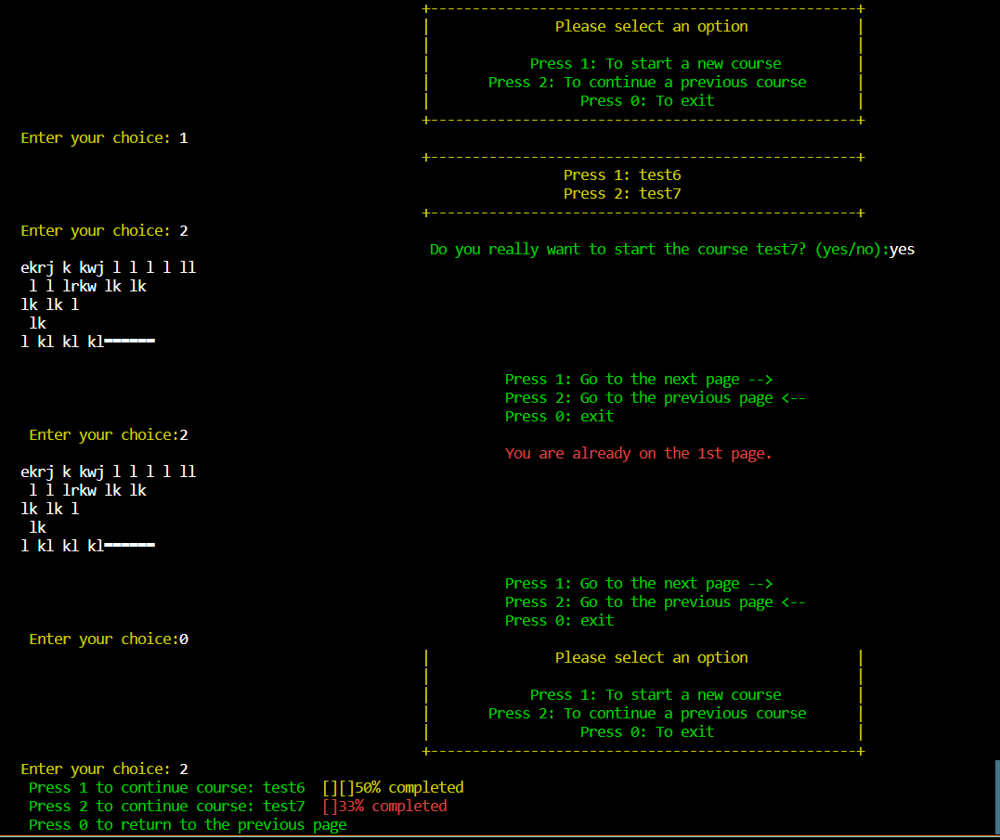 +---------------------------------------------------+
| Please select an option |
| |
| Press 1: To start a new course |
| Press 2: To continue a previous course |
| Press 0: To exit |
+---------------------------------------------------+
Enter your choice: 1
+---------------------------------------------------+
Press 1: test6
Press 2: test7
+---------------------------------------------------+
Enter your choice: 2
Do you really want to start the course test7? (yes/no):yes
ekrj k kwj l l l l ll
l l lrkw lk lk
lk lk l
lk
l kl kl kl======
Press 1: Go to the next page -->
Press 2: Go to the previous page <--
Press 0: exit
Enter your choice:2
You are already on the 1st page.
ekrj k kwj l l l l ll
l l lrkw lk lk
lk lk l
lk
l kl kl kl======
Press 1: Go to the next page -->
Press 2: Go to the previous page <--
Press 0: exit
Enter your choice:0
| Please select an option |
| |
| Press 1: To start a new course |
| Press 2: To continue a previous course |
| Press 0: To exit |
+---------------------------------------------------+
Enter your choice: 2
Press 1 to continue course: test6 [][]50% completed
Press 2 to continue course: test7 []33% completed
Press 0 to return to the previous page